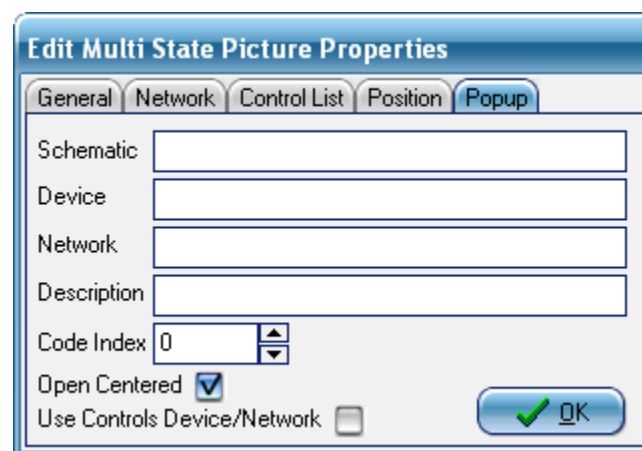 Edit Multi State Picture Properties
General Network Control List Position Popup
Schematic
Device
Network
Description
Code Index 0
Open Centered
Use Controls Device/Network
OK